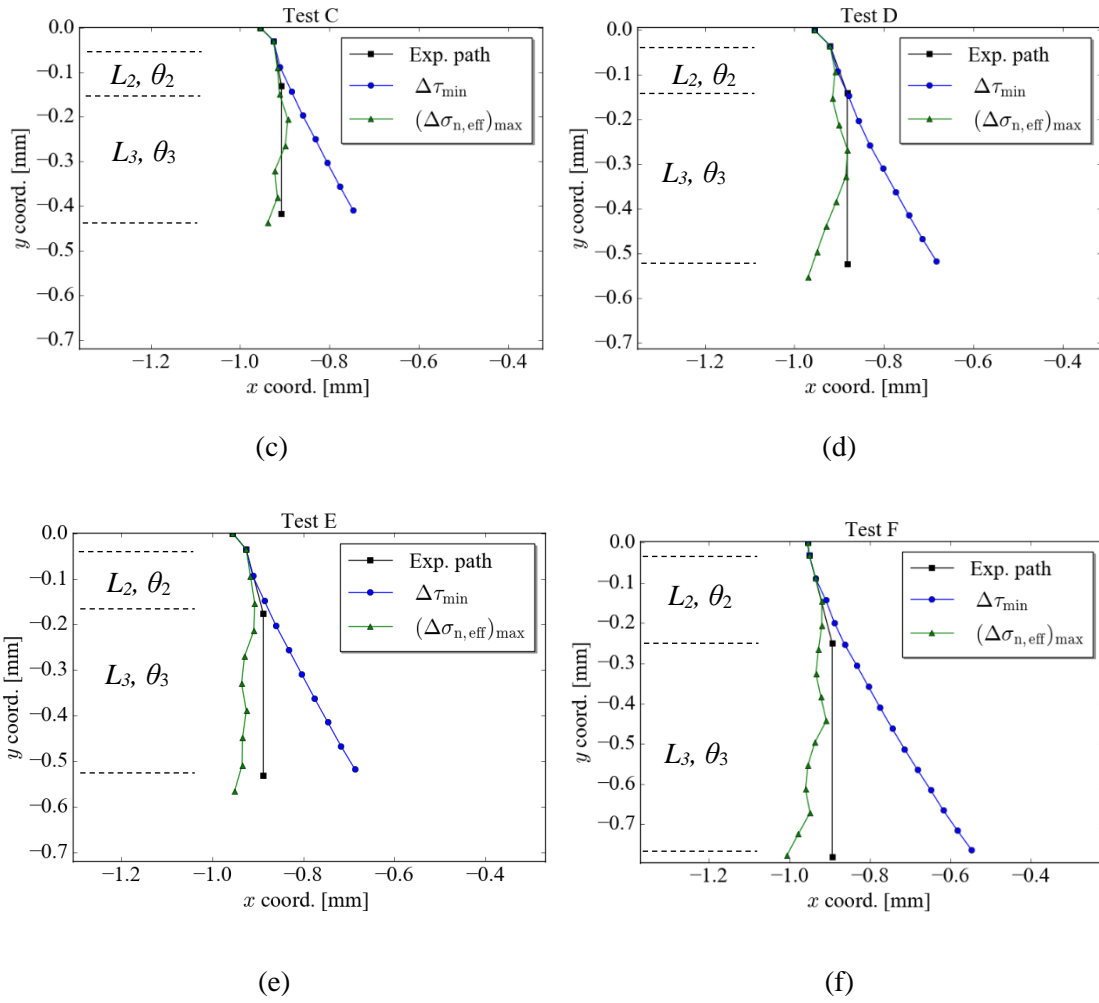 Test C
0.0
−0.1
−0.2
−0.3
−0.4
−0.5
−0.6
−0.7
y coord. [mm]
L2, θ2
L3, θ3
Exp. path
Δτmin
(Δσn,eff)max
−1.2
−1.0
−0.8
−0.6
−0.4
x coord. [mm]
(c)
Test D
0.0
−0.1
−0.2
−0.3
−0.4
−0.5
−0.6
−0.7
y coord. [mm]
L2, θ2
L3, θ3
Exp. path
Δτmin
(Δσn,eff)max
−1.2
−1.0
−0.8
−0.6
−0.4
x coord. [mm]
(d)
Test E
0.0
−0.1
−0.2
−0.3
−0.4
−0.5
−0.6
−0.7
y coord. [mm]
L2, θ2
L3, θ3
Exp. path
Δτmin
(Δσn,eff)max
−1.2
−1.0
−0.8
−0.6
−0.4
x coord. [mm]
(e)
Test F
0.0
−0.1
−0.2
−0.3
−0.4
−0.5
−0.6
−0.7
y coord. [mm]
L2, θ2
L3, θ3
Exp. path
Δτmin
(Δσn,eff)max
−1.2
−1.0
−0.8
−0.6
−0.4
x coord. [mm]
(f)